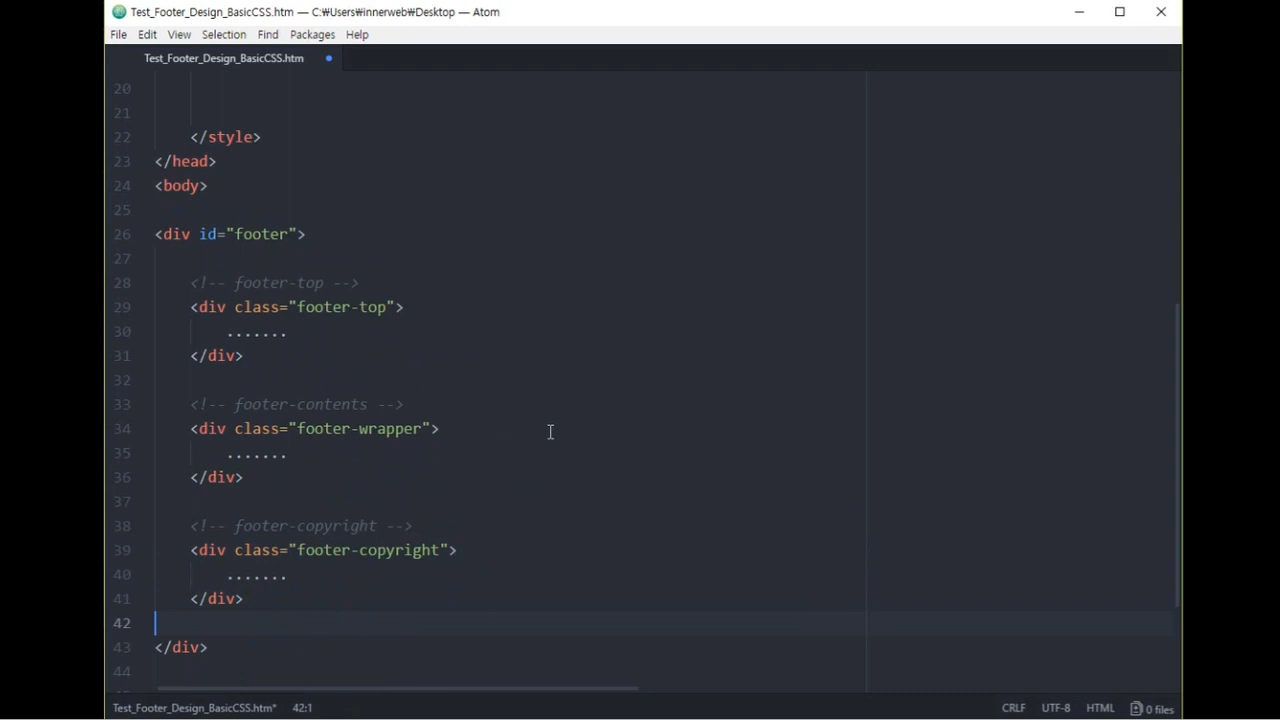 Test_Footer_Design_BasicCSS.htm — C:₩Users₩innerweb₩Desktop — Atom
File Edit View Selection Find Packages Help
Test_Footer_Design_BasicCSS.htm
20
21
22 </style>
23 </head>
24 <body>
25
26 <div id="footer">
27
28 <!-- footer-top -->
29 <div class="footer-top">
30 .......
31 </div>
32
33 <!-- footer-contents -->
34 <div class="footer-wrapper">
35 .......
36 </div>
37
38 <!-- footer-copyright -->
39 <div class="footer-copyright">
40 .......
41 </div>
42
43 </div>
44
Test_Footer_Design_BasicCSS.htm* 42:1 CRLF UTF-8 HTML 0 files